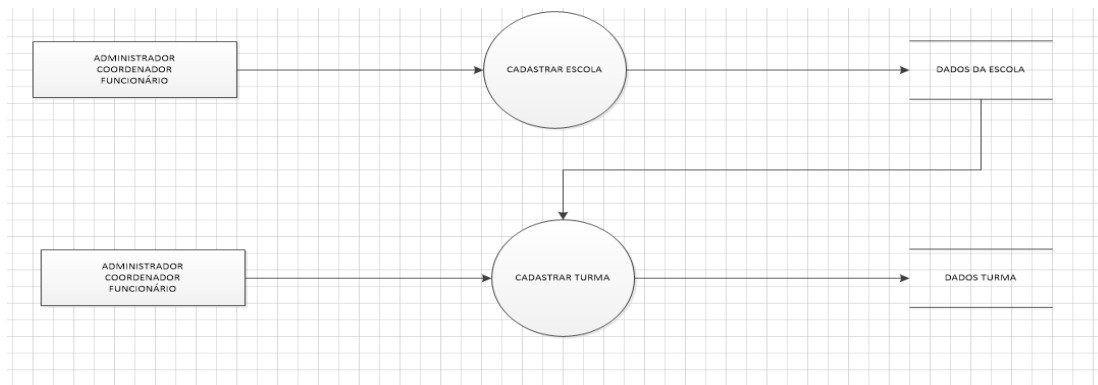 ADMINISTRADOR
COORDENADOR
FUNCIONÁRIO
CADASTRAR ESCOLA
DADOS DA ESCOLA
ADMINISTRADOR
COORDENADOR
FUNCIONÁRIO
CADASTRAR TURMA
DADOS TURMA